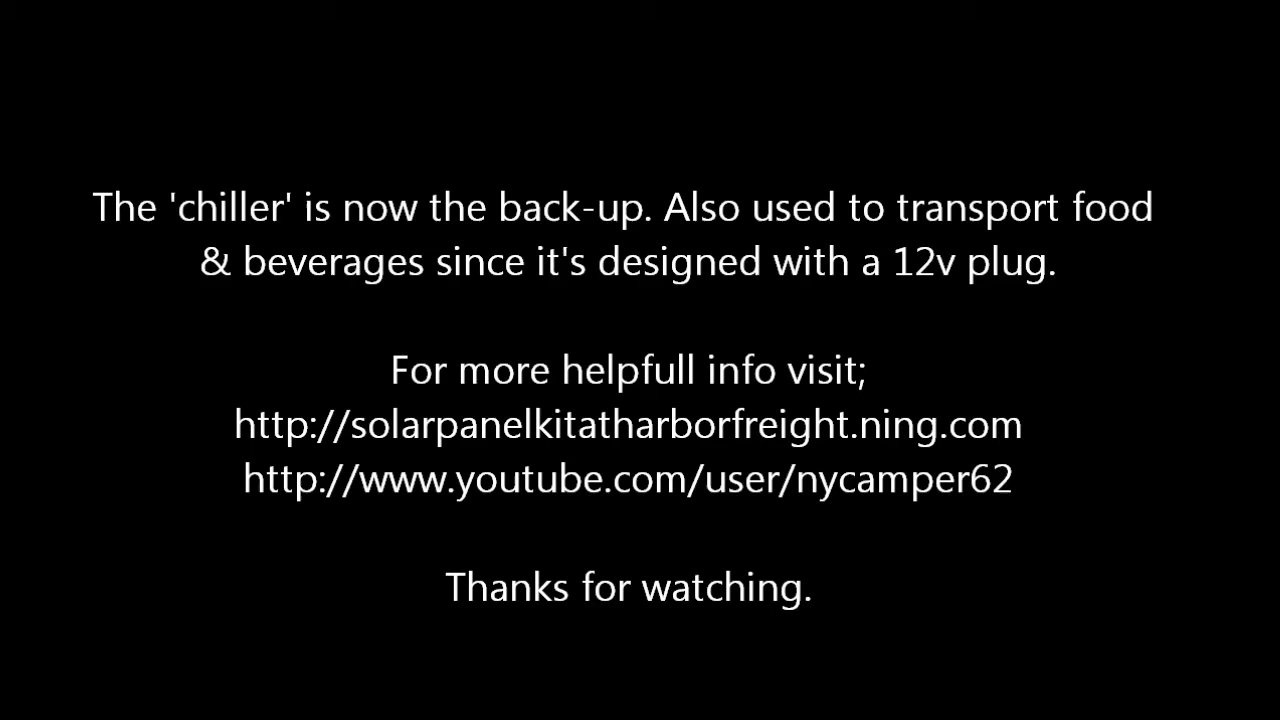 The 'chiller' is now the back-up. Also used to transport food
& beverages since it's designed with a 12v plug.
For more helpfull info visit;
http://solarpanelkitatharborfreight.ning.com
http://www.youtube.com/user/nycamper62
Thanks for watching.